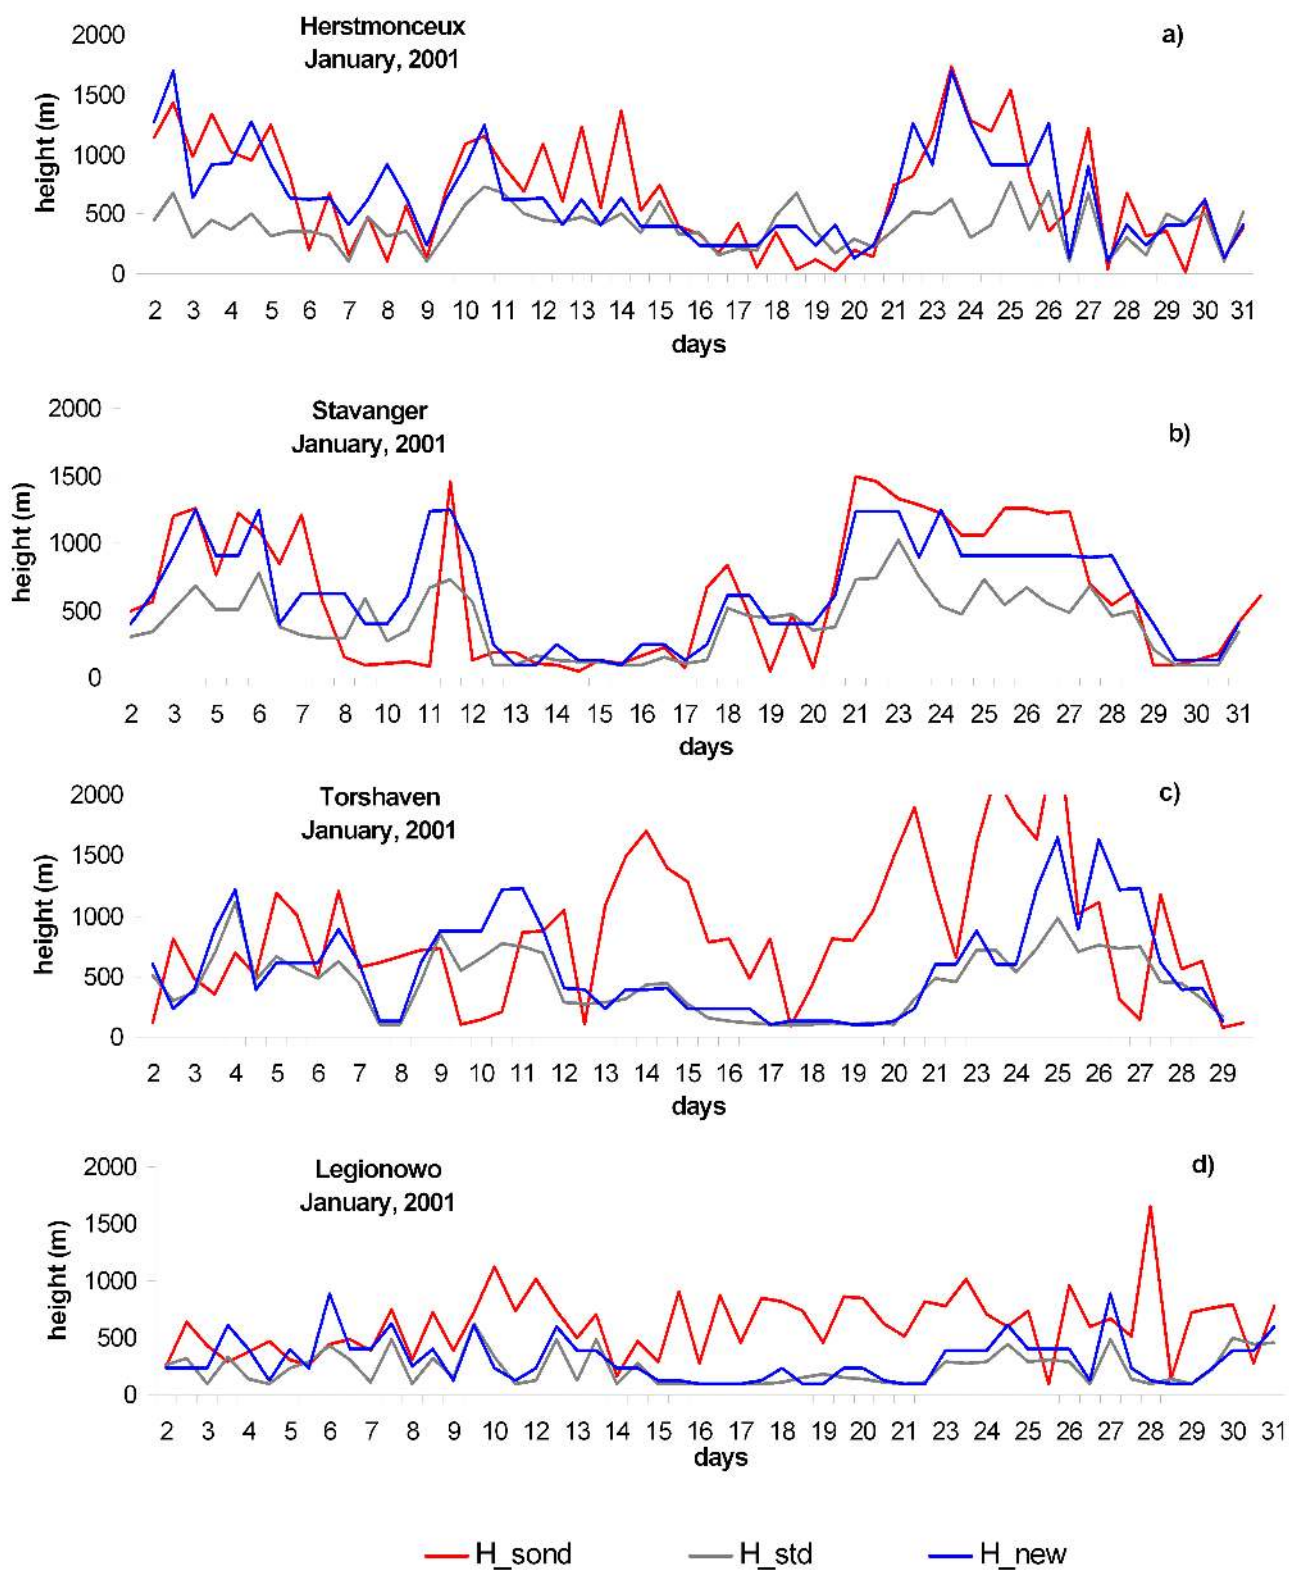 Herstmonceux
January, 2001
a)
height (m)
2000
1500
1000
500
0
2 3 4 5 6 7 8 9 10 11 12 13 14 15 16 17 18 19 20 22 23 24 25 26 27 28 29 30 31
days
Stavanger
January, 2001
b)
height (m)
2000
1500
1000
500
0
2 3 5 6 7 8 10 11 12 13 14 15 16 17 18 19 20 21 23 24 25 26 27 28 29 30 31
days
Torshaven
January, 2001
c)
height (m)
2000
1500
1000
500
0
2 3 4 5 6 7 8 9 10 11 12 13 14 15 16 17 18 19 20 21 23 24 25 26 27 28 29
days
Legionowo
January, 2001
d)
height (m)
2000
1500
1000
500
0
2 3 4 5 6 7 8 9 10 11 12 13 14 15 16 17 18 19 20 21 23 24 25 26 27 28 29 30 31
days
H_sond H_std H_new